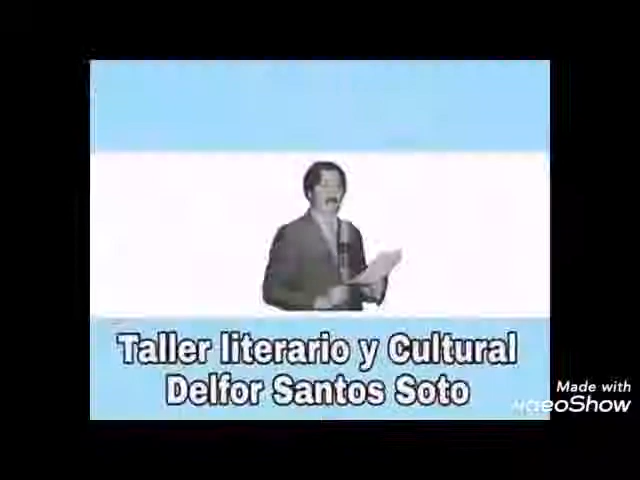 Taller literario y Cultural
Delfor Santos Soto
Made with
VideoShow